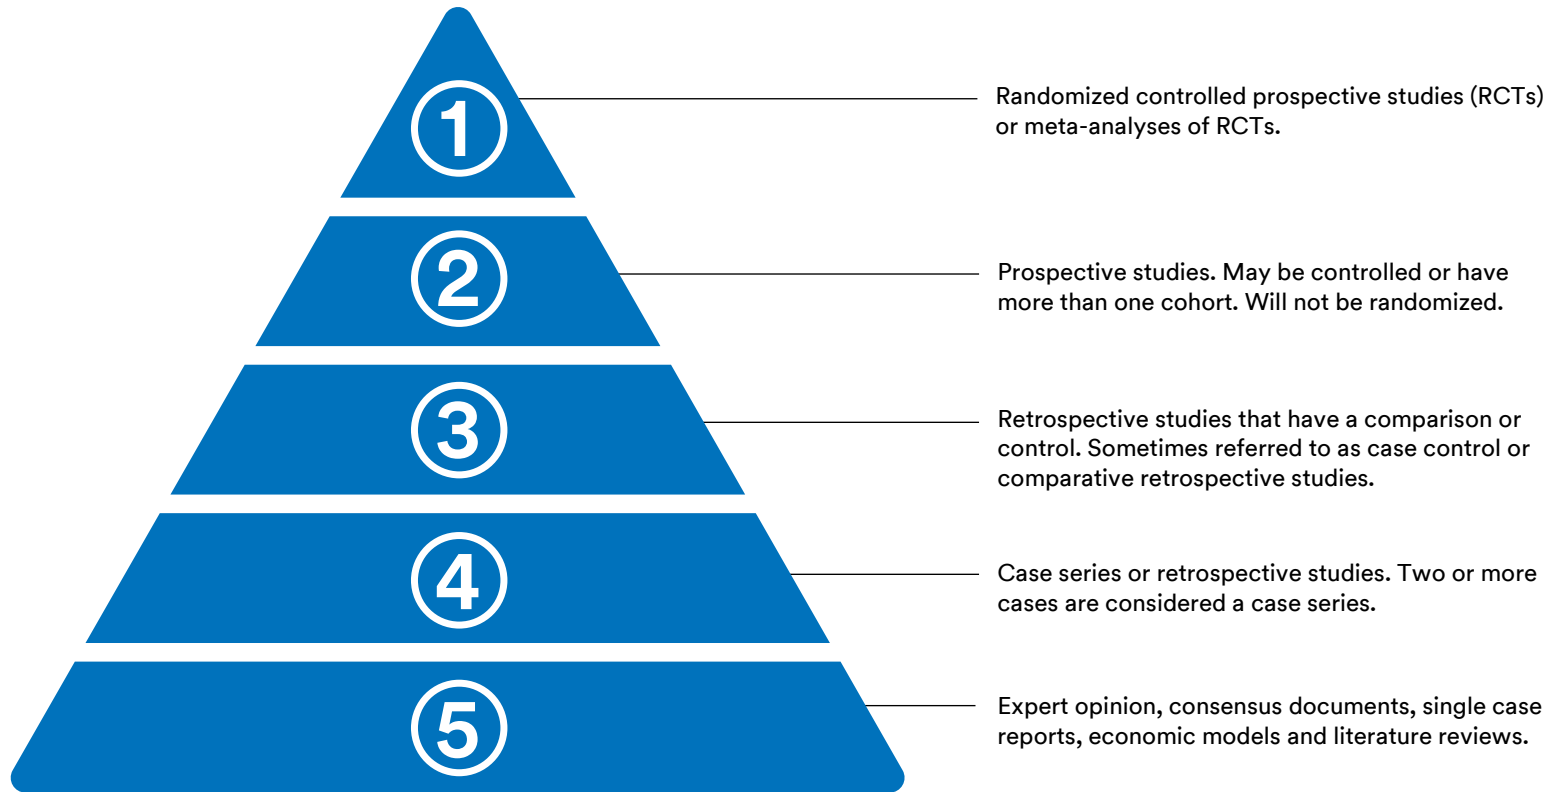 1
Randomized controlled prospective studies (RCTs)
or meta-analyses of RCTs.
2
Prospective studies. May be controlled or have
more than one cohort. Will not be randomized.
3
Retrospective studies that have a comparison or
control. Sometimes referred to as case control or
comparative retrospective studies.
4
Case series or retrospective studies. Two or more
cases are considered a case series.
5
Expert opinion, consensus documents, single case
reports, economic models and literature reviews.